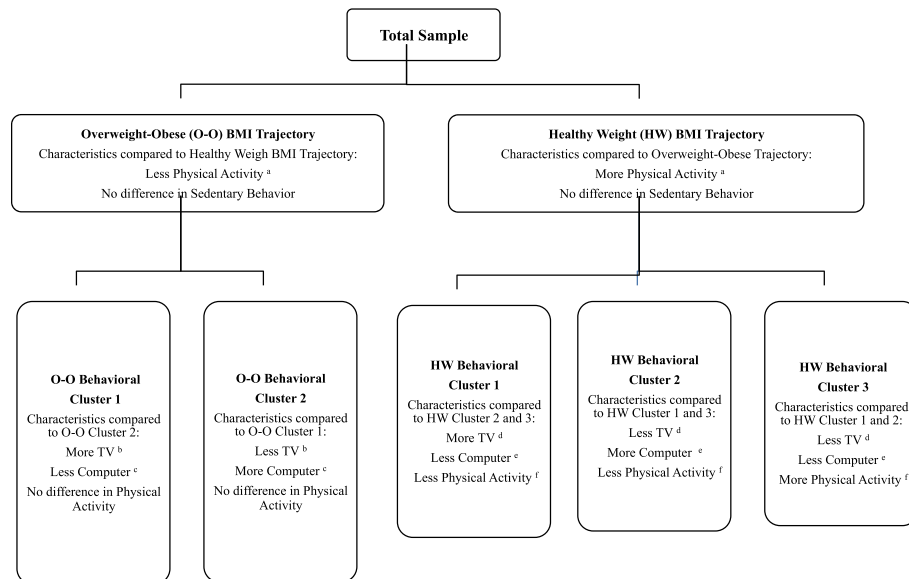 Total Sample
Overweight-Obese (O-O) BMI Trajectory
Characteristics compared to Healthy Weigh BMI Trajectory:
Less Physical Activity ᵃ
No difference in Sedentary Behavior
Healthy Weight (HW) BMI Trajectory
Characteristics compared to Overweight-Obese Trajectory:
More Physical Activity ᵃ
No difference in Sedentary Behavior
O-O Behavioral
Cluster 1
Characteristics compared
to O-O Cluster 2:
More TV ᵇ
Less Computer ᶜ
No difference in Physical
Activity
O-O Behavioral
Cluster 2
Characteristics compared
to O-O Cluster 1:
Less TV ᵇ
More Computer ᶜ
No difference in Physical
Activity
HW Behavioral
Cluster 1
Characteristics compared
to HW Cluster 2 and 3:
More TV ᵈ
Less Computer ᵉ
Less Physical Activity ᶠ
HW Behavioral
Cluster 2
Characteristics compared
to HW Cluster 1 and 3:
Less TV ᵈ
More Computer ᵉ
Less Physical Activity ᶠ
HW Behavioral
Cluster 3
Characteristics compared
to HW Cluster 1 and 2:
Less TV ᵈ
Less Computer ᵉ
More Physical Activity ᶠ